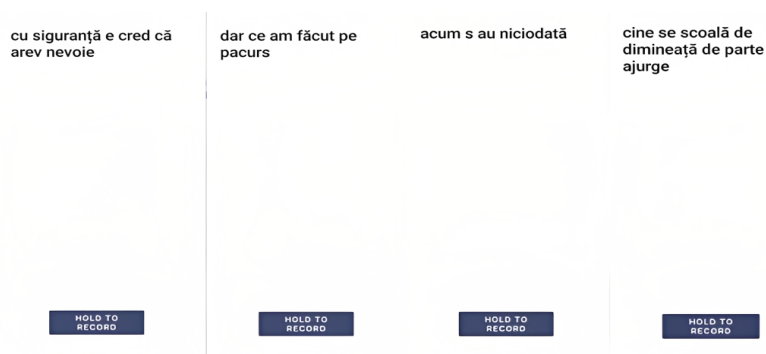 cu siguranță e cred că
arev nevoie
HOLD TO
RECORD
dar ce am făcut pe
pacurs
HOLD TO
RECORD
acum s au niciodată
HOLD TO
RECORD
cine se scoală de
dimineață de parte
ajurge
HOLD TO
RECORD